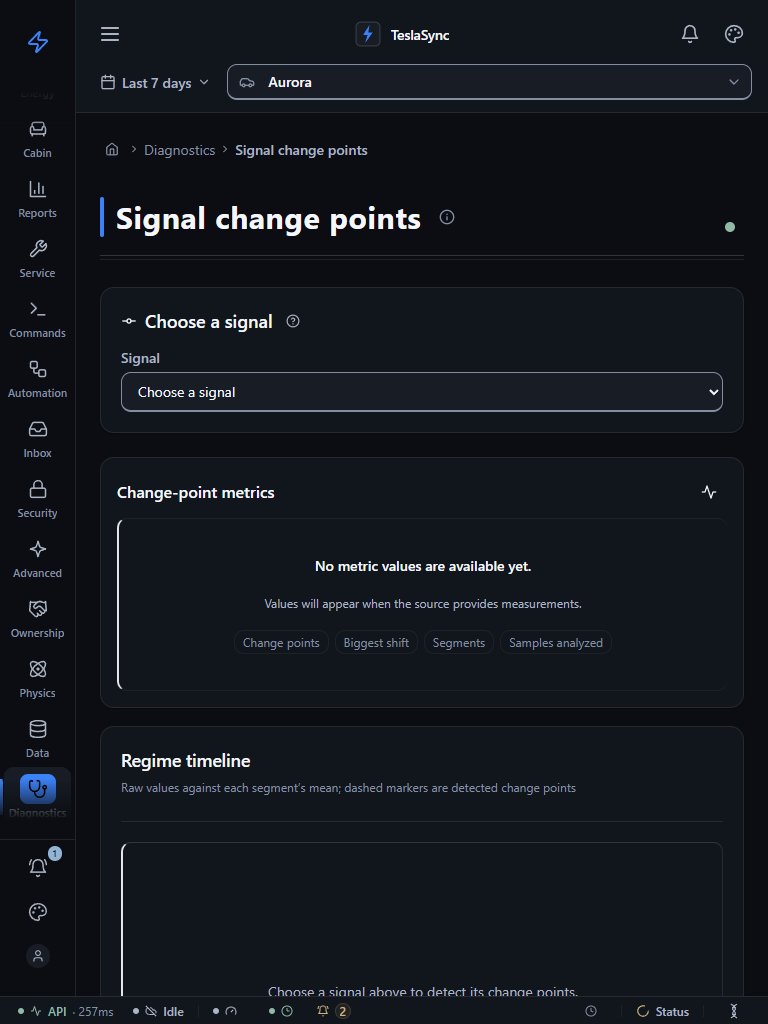 TeslaSync
Last 7 days
Aurora
Energy
Cabin
Reports
Service
Commands
Automation
Inbox
Security
Advanced
Ownership
Physics
Data
Diagnostics
1
Diagnostics
Signal change points
Signal change points
Choose a signal
Signal
Choose a signal
Change-point metrics
No metric values are available yet.
Values will appear when the source provides measurements.
Change points
Biggest shift
Segments
Samples analyzed
Regime timeline
Raw values against each segment's mean; dashed markers are detected change points
Choose a signal above to detect its change points.
API · 257ms
Idle
2
Status